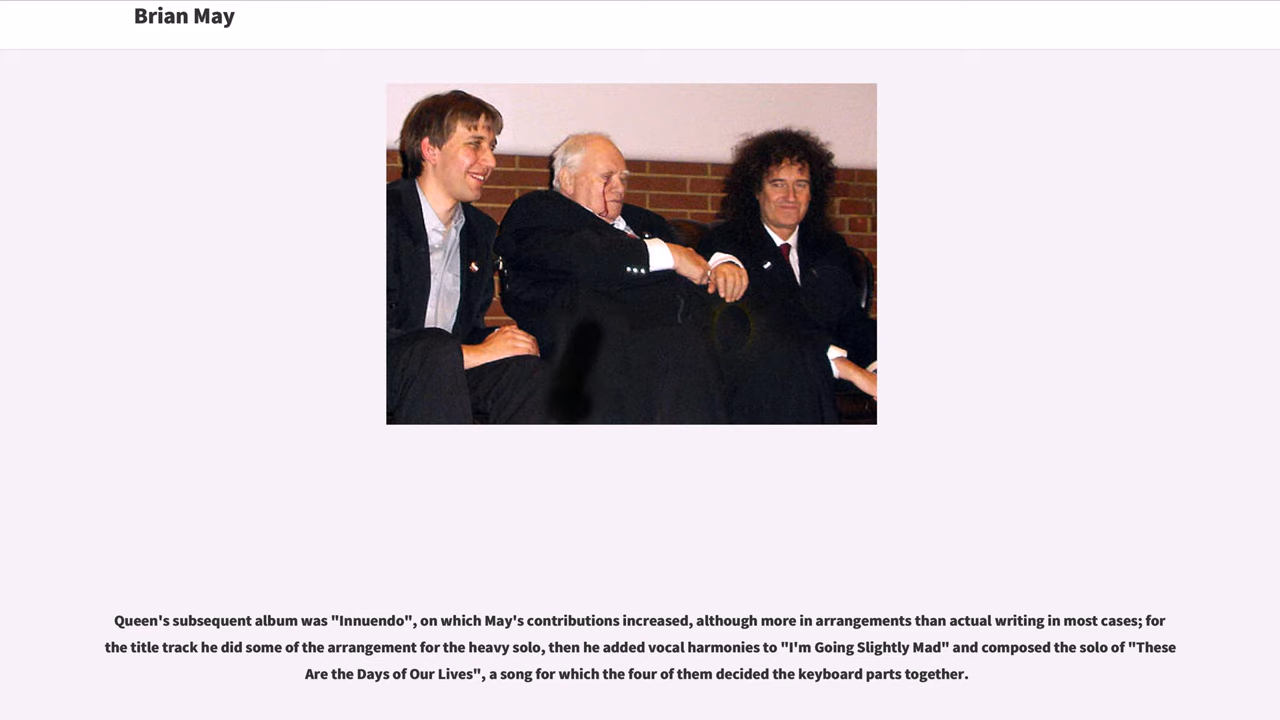 Brian May
Queen's subsequent album was "Innuendo", on which May's contributions increased, although more in arrangements than actual writing in most cases; for
the title track he did some of the arrangement for the heavy solo, then he added vocal harmonies to "I'm Going Slightly Mad" and composed the solo of "These
Are the Days of Our Lives", a song for which the four of them decided the keyboard parts together.